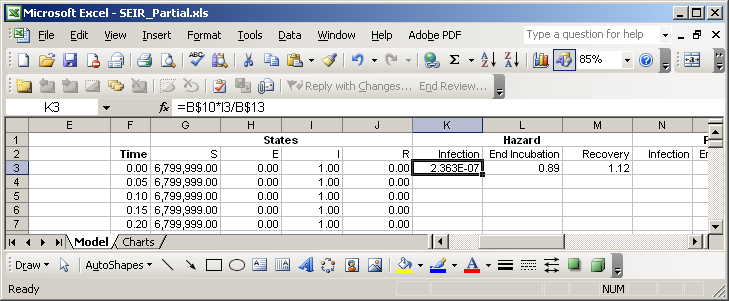 Microsoft Excel - SEIR_Partial.xls
File Edit View Insert Format Tools Data Window Help Adobe PDF Type a question for help
Σ 85%
Reply with Changes... End Review...
K3 fx =B$10*I3/B$13
E F G H I J K L M N
1 States Hazard
2 Time S E I R Infection End Incubation Recovery Infection
3 0.00 6,799,999.00 0.00 1.00 0.00 2.363E-07 0.89 1.12
4 0.05 6,799,999.00 0.00 1.00 0.00
5 0.10 6,799,999.00 0.00 1.00 0.00
6 0.15 6,799,999.00 0.00 1.00 0.00
7 0.20 6,799,999.00 0.00 1.00 0.00
Model Charts
Draw AutoShapes
Ready NUM